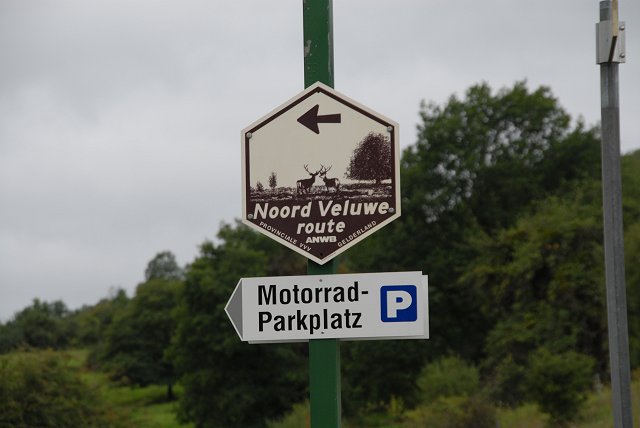 Noord Veluwe
route
ANWB
PROVINCIALE VVV GELDERLAND
Motorrad-
Parkplatz
P